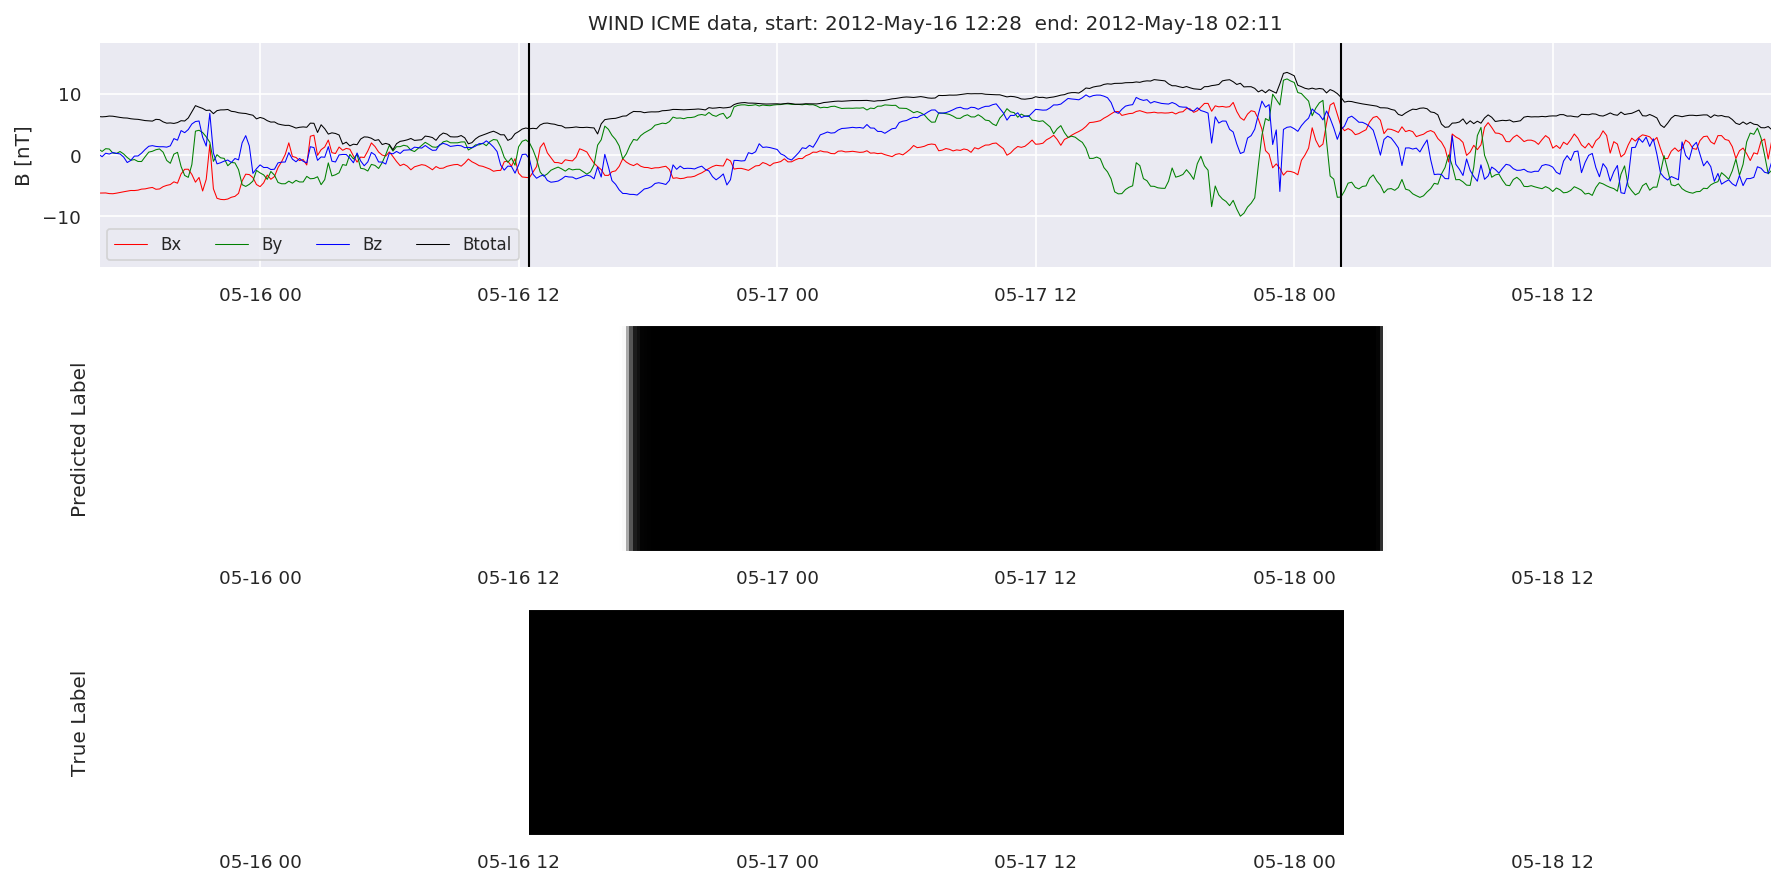 WIND ICME data, start: 2012-May-16 12:28  end: 2012-May-18 02:11
B [nT]
10
0
−10
Bx By Bz Btotal
05-16 00 05-16 12 05-17 00 05-17 12 05-18 00 05-18 12
Predicted Label
05-16 00 05-16 12 05-17 00 05-17 12 05-18 00 05-18 12
True Label
05-16 00 05-16 12 05-17 00 05-17 12 05-18 00 05-18 12